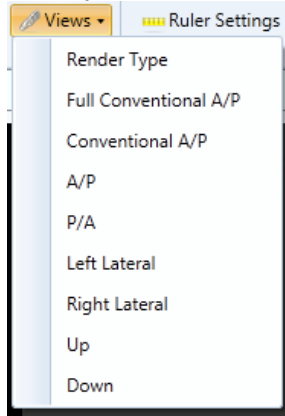 Views Ruler Settings
Render Type
Full Conventional A/P
Conventional A/P
A/P
P/A
Left Lateral
Right Lateral
Up
Down